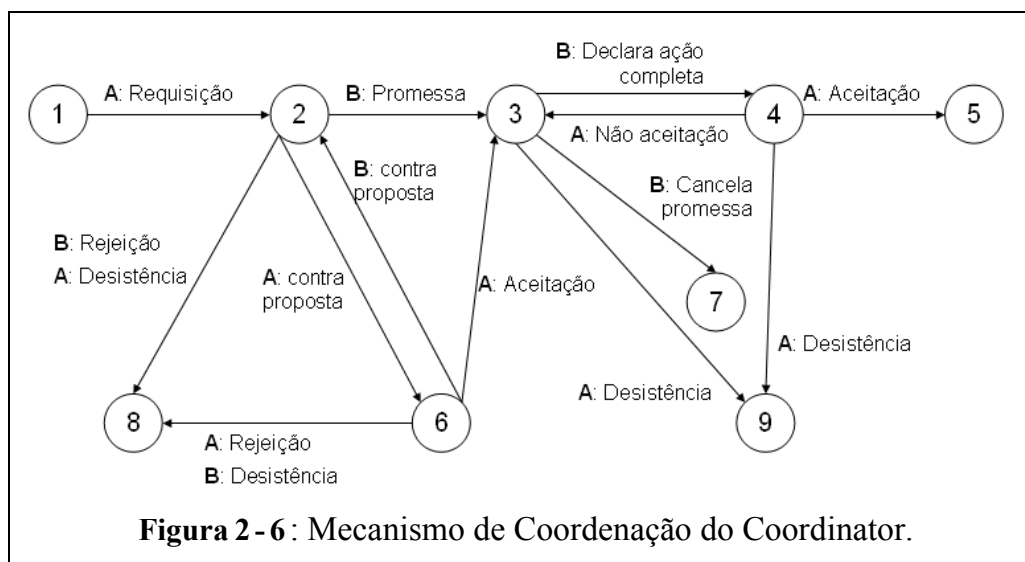 B: Declara ação
completa
A: Requisição
B: Promessa
A: Aceitação
1
2
3
4
5
A: Não aceitação
B: contra
proposta
B: Cancela
promessa
B: Rejeição
A: Desistência
A: contra
proposta
A: Aceitação
7
A: Desistência
A: Desistência
8
6
9
A: Rejeição
B: Desistência
Figura 2 - 6 : Mecanismo de Coordenação do Coordinator.